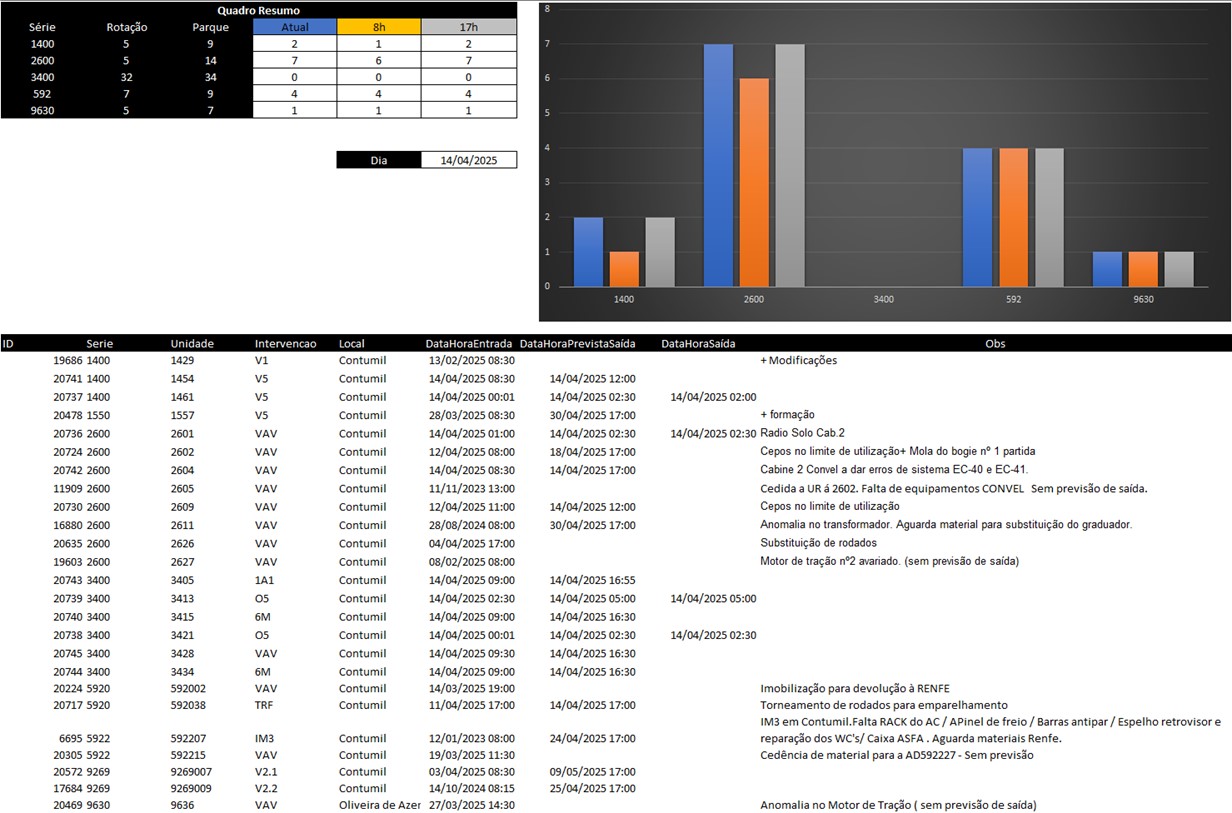 Quadro Resumo
Série Rotação Parque Atual 8h 17h
1400 5 9 2 1 2
2600 5 14 7 6 7
3400 32 34 0 0 0
592 7 9 4 4 4
9630 5 7 1 1 1
Dia 14/04/2025
8
7
6
5
4
3
2
1
0
1400 2600 3400 592 9630
ID Serie Unidade Intervencao Local DataHoraEntrada DataHoraPrevistaSaída DataHoraSaída Obs
19686 1400 1429 V1 Contumil 13/02/2025 08:30 + Modificações
20741 1400 1454 V5 Contumil 14/04/2025 08:30 14/04/2025 12:00
20737 1400 1461 V5 Contumil 14/04/2025 00:01 14/04/2025 02:30 14/04/2025 02:00
20478 1550 1557 V5 Contumil 28/03/2025 08:30 30/04/2025 17:00 + formação
20736 2600 2601 VAV Contumil 14/04/2025 01:00 14/04/2025 02:30 14/04/2025 02:30 Radio Solo Cab.2
20724 2600 2602 VAV Contumil 12/04/2025 08:00 18/04/2025 17:00 Cepos no limite de utilização+ Mola do bogie nº 1 partida
20742 2600 2604 VAV Contumil 14/04/2025 08:30 14/04/2025 17:00 Cabine 2 Convel a dar erros de sistema EC-40 e EC-41.
11909 2600 2605 VAV Contumil 11/11/2023 13:00 Cedida a UR á 2602. Falta de equipamentos CONVEL Sem previsão de saída.
20730 2600 2609 VAV Contumil 12/04/2025 11:00 14/04/2025 12:00 Cepos no limite de utilização
16880 2600 2611 VAV Contumil 28/08/2024 08:00 30/04/2025 17:00 Anomalia no transformador. Aguarda material para substituição do graduador.
20635 2600 2626 VAV Contumil 04/04/2025 17:00 Substituição de rodados
19603 2600 2627 VAV Contumil 08/02/2025 08:00 Motor de tração nº2 avariado. (sem previsão de saída)
20743 3400 3405 1A1 Contumil 14/04/2025 09:00 14/04/2025 16:55
20739 3400 3413 O5 Contumil 14/04/2025 02:30 14/04/2025 05:00 14/04/2025 05:00
20740 3400 3415 6M Contumil 14/04/2025 09:00 14/04/2025 16:30
20738 3400 3421 O5 Contumil 14/04/2025 00:01 14/04/2025 02:30 14/04/2025 02:30
20745 3400 3428 VAV Contumil 14/04/2025 09:30 14/04/2025 16:30
20744 3400 3434 6M Contumil 14/04/2025 09:00 14/04/2025 16:30
20224 5920 592002 VAV Contumil 14/03/2025 19:00 Imobilização para devolução à RENFE
20717 5920 592038 TRF Contumil 11/04/2025 17:00 14/04/2025 17:00 Torneamento de rodados para emparelhamento
IM3 em Contumil.Falta RACK do AC / APinel de freio / Barras antipar / Espelho retrovisor e
6695 5922 592207 IM3 Contumil 12/01/2023 08:00 24/04/2025 17:00 reparação dos WC's/ Caixa ASFA . Aguarda materiais Renfe.
20305 5922 592215 VAV Contumil 19/03/2025 11:30 Cedência de material para a AD592227 - Sem previsão
20572 9269 9269007 V2.1 Contumil 03/04/2025 08:30 09/05/2025 17:00
17684 9269 9269009 V2.2 Contumil 14/10/2024 08:15 25/04/2025 17:00
20469 9630 9636 VAV Oliveira de Azer 27/03/2025 14:30 Anomalia no Motor de Tração ( sem previsão de saída)